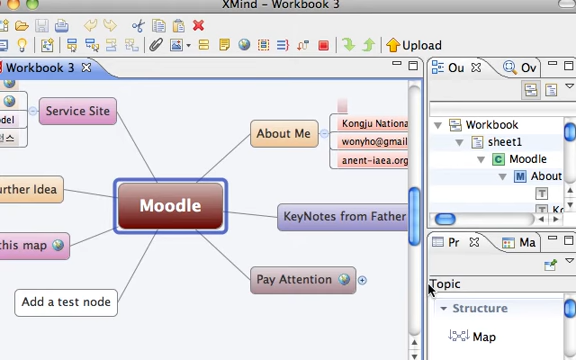 XMind - Workbook 3
Upload
Workbook 3
Ou
Ov
Service Site
About Me
Kongju Nationa
wonyho@gmail
anent-iaea.org
Workbook
sheet1
Moodle
About
urther Idea
Moodle
KeyNotes from Father
this map
Pr
Ma
Pay Attention
Topic
Add a test node
Structure
Map